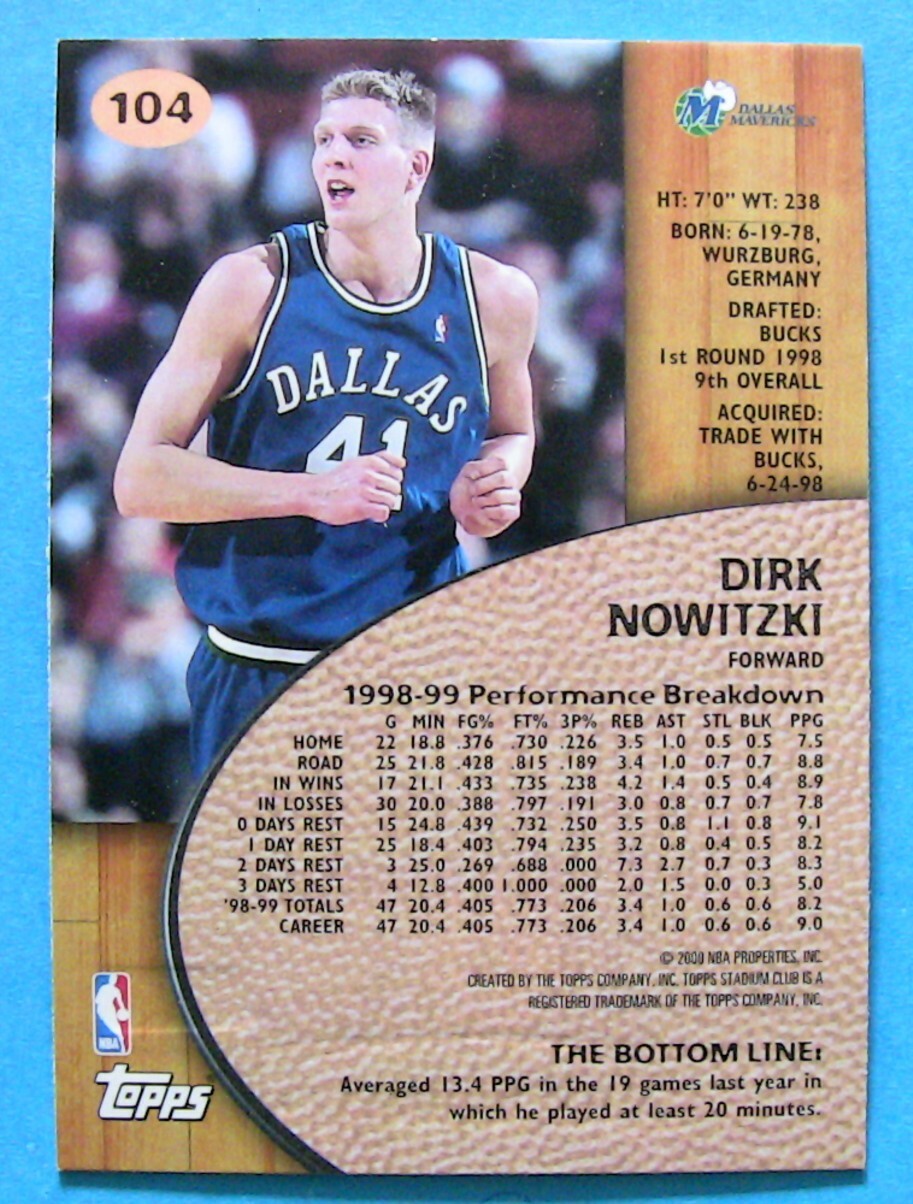 104
DALLAS
MAVERICKS
HT: 7'0" WT: 238
BORN: 6-19-78,
WURZBURG,
GERMANY
DRAFTED:
BUCKS
1st ROUND 1998
9th OVERALL
ACQUIRED:
TRADE WITH
BUCKS,
6-24-98
DALLAS
41
DIRK
NOWITZKI
FORWARD
1998-99 Performance Breakdown
G MIN FG% FT% 3P% REB AST STL BLK PPG
HOME 22 18.8 .376 .730 .226 3.5 1.0 0.5 0.5 7.5
ROAD 25 21.8 .428 .815 .189 3.4 1.0 0.7 0.7 8.8
IN WINS 17 21.1 .433 .735 .238 4.2 1.4 0.5 0.4 8.9
IN LOSSES 30 20.0 .388 .797 .191 3.0 0.8 0.7 0.7 7.8
0 DAYS REST 15 24.8 .439 .732 .250 3.5 0.8 1.1 0.8 9.1
1 DAY REST 25 18.4 .403 .794 .235 3.2 0.8 0.4 0.5 8.2
2 DAYS REST 3 25.0 .269 .688 .000 7.3 2.7 0.7 0.3 8.3
3 DAYS REST 4 12.8 .400 1.000 .000 2.0 1.5 0.0 0.3 5.0
'98-99 TOTALS 47 20.4 .405 .773 .206 3.4 1.0 0.6 0.6 8.2
CAREER 47 20.4 .405 .773 .206 3.4 1.0 0.6 0.6 9.0
© 2000 NBA PROPERTIES, INC.
CREATED BY THE TOPPS COMPANY, INC. TOPPS STADIUM CLUB IS A
REGISTERED TRADEMARK OF THE TOPPS COMPANY, INC.
NBA
Topps
THE BOTTOM LINE:
Averaged 13.4 PPG in the 19 games last year in
which he played at least 20 minutes.